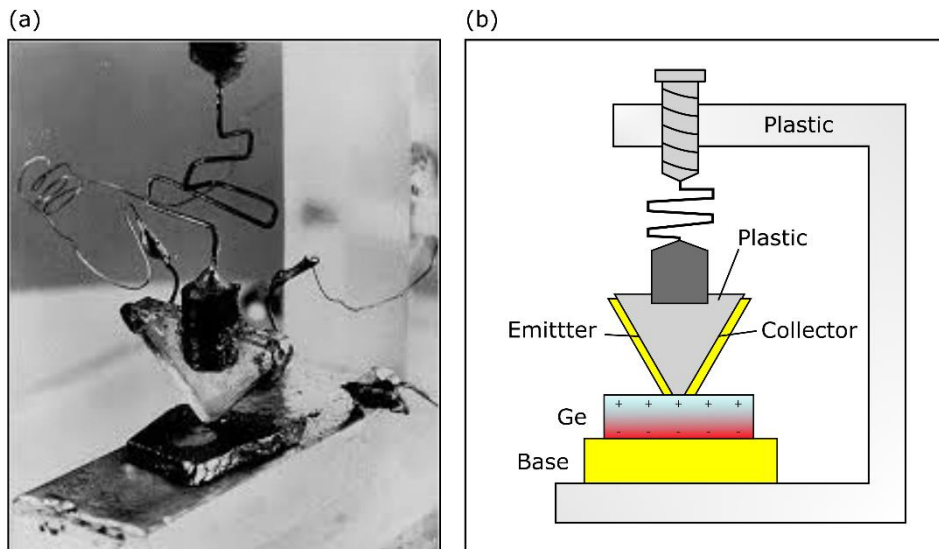 (a)
(b)
Plastic
Plastic
Emittter
Collector
+ + + + +
Ge
- - - - -
Base